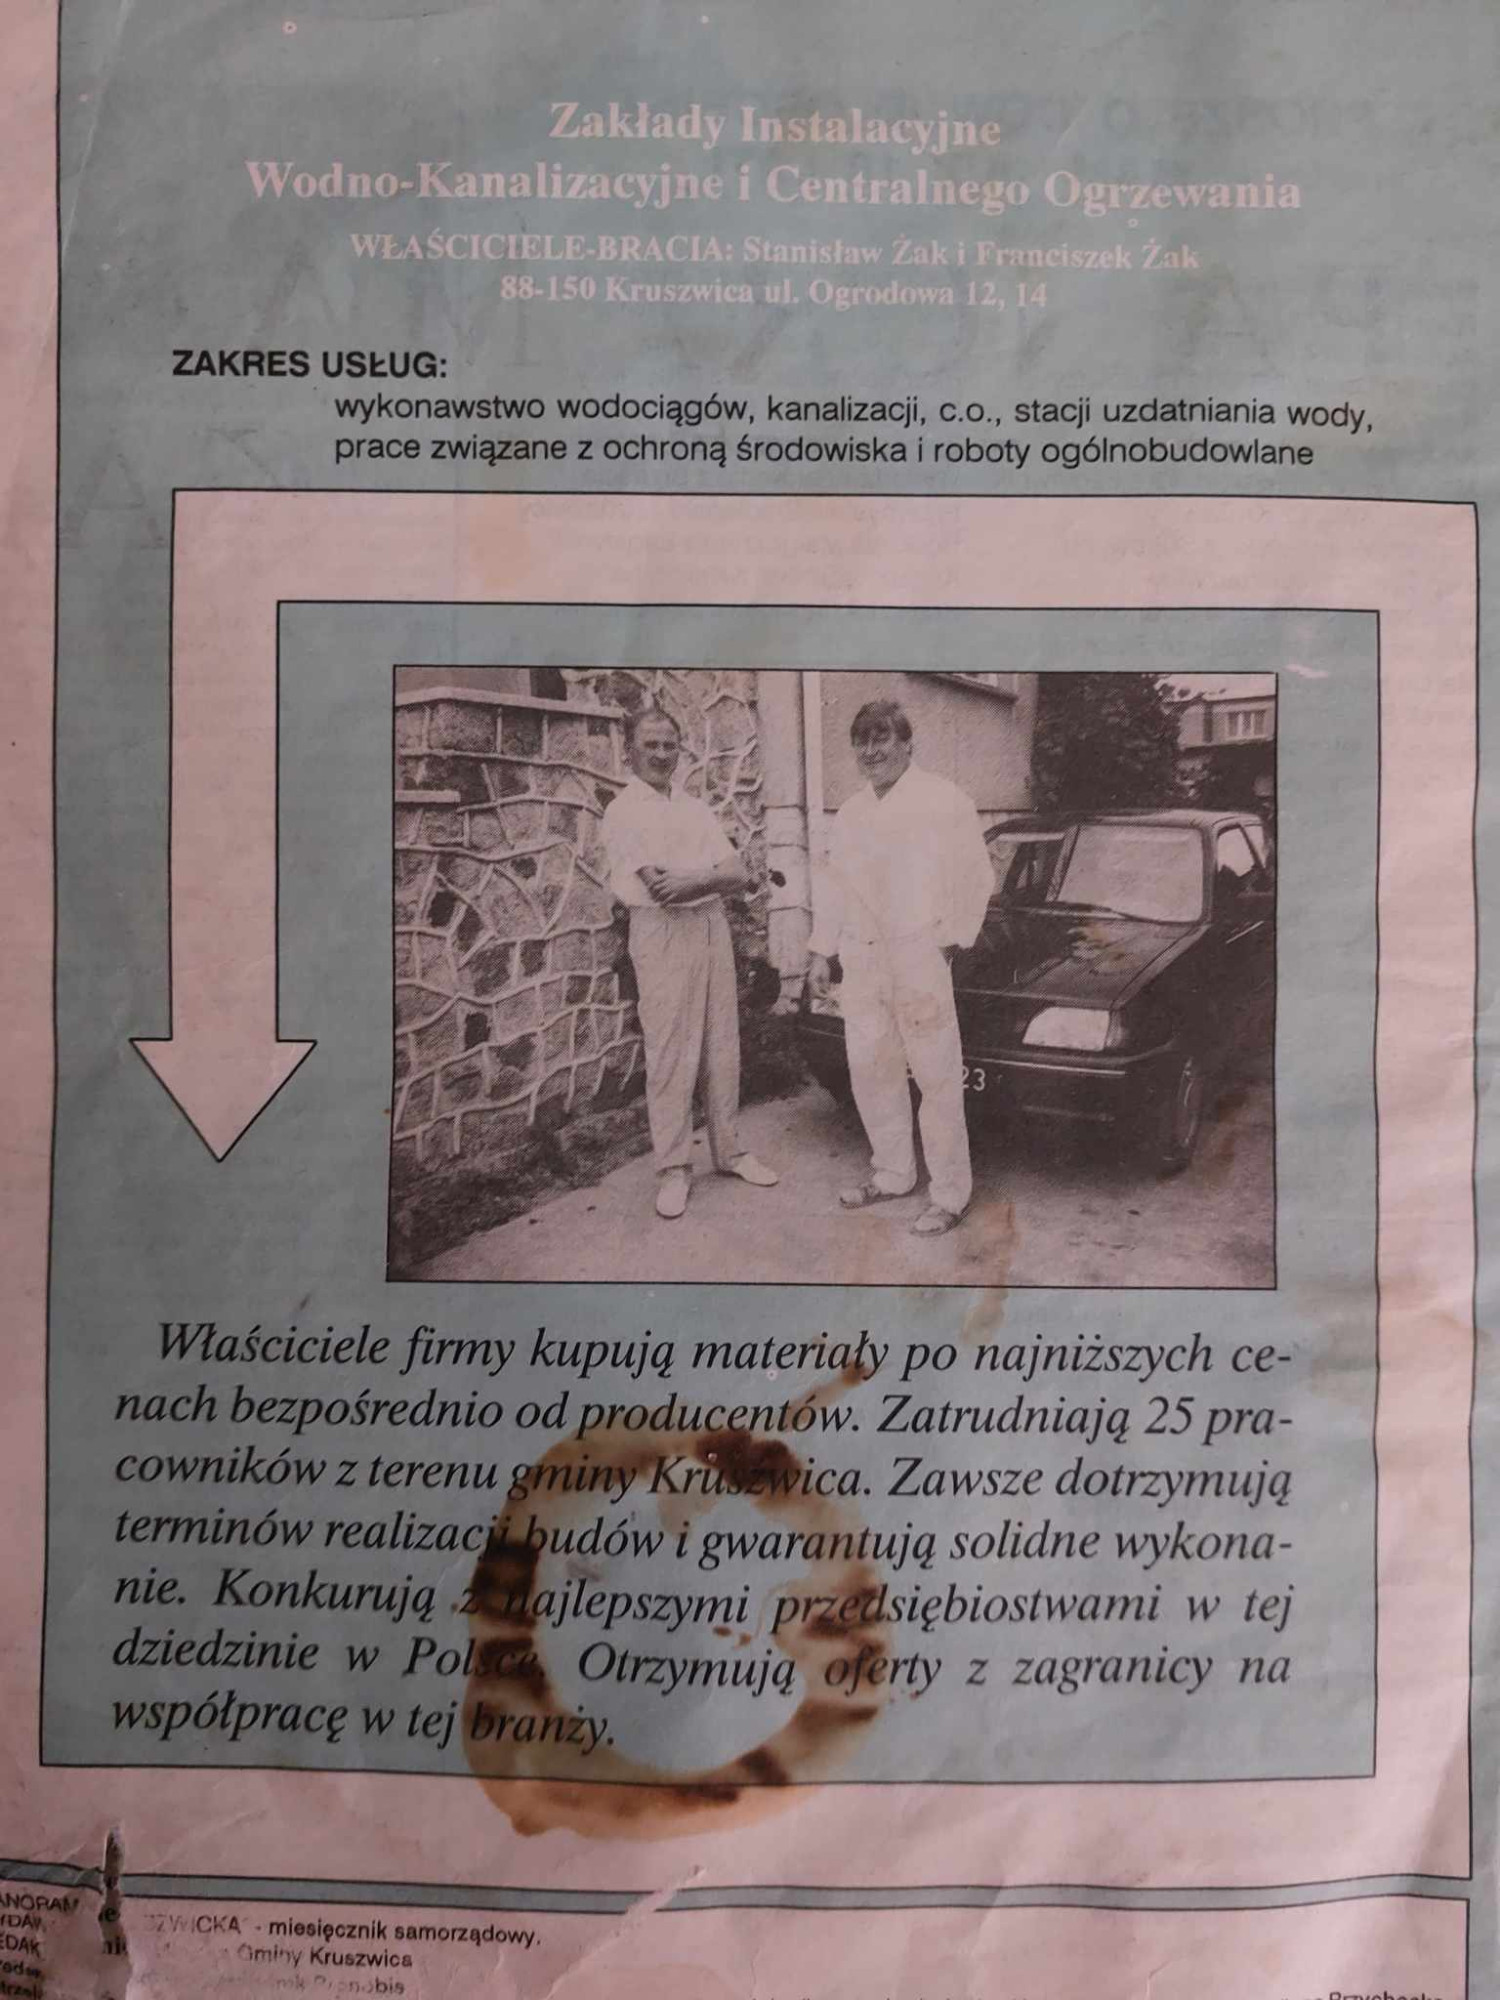 Zakłady Instalacyjne
Wodno-Kanalizacyjne i Centralnego Ogrzewania
WŁAŚCICIELE-BRACIA: Stanisław Żak i Franciszek Żak
88-150 Kruszwica ul. Ogrodowa 12, 14
ZAKRES USŁUG:
wykonawstwo wodociągów, kanalizacji, c.o., stacji uzdatniania wody,
prace związane z ochroną środowiska i roboty ogólnobudowlane
23
Właściciele firmy kupują materiały po najniższych ce-
nach bezpośrednio od producentów. Zatrudniają 25 pra-
cowników z terenu gminy Kruszwica. Zawsze dotrzymują
terminów realizacji budów i gwarantują solidne wykona-
nie. Konkurują z najlepszymi przedsiębiostwami w tej
dziedzinie w Polsce. Otrzymują oferty z zagranicy na
współpracę w tej branży.
- miesięcznik samorządowy.
Gminy Kruszwica